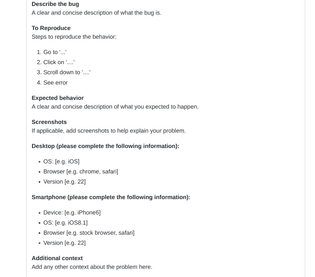 Describe the bug
A clear and concise description of what the bug is.
To Reproduce
Steps to reproduce the behavior:
1. Go to '...'
2. Click on '....'
3. Scroll down to '....'
4. See error
Expected behavior
A clear and concise description of what you expected to happen.
Screenshots
If applicable, add screenshots to help explain your problem.
Desktop (please complete the following information):
• OS: [e.g. iOS]
• Browser [e.g. chrome, safari]
• Version [e.g. 22]
Smartphone (please complete the following information):
• Device: [e.g. iPhone6]
• OS: [e.g. iOS8.1]
• Browser [e.g. stock browser, safari]
• Version [e.g. 22]
Additional context
Add any other context about the problem here.